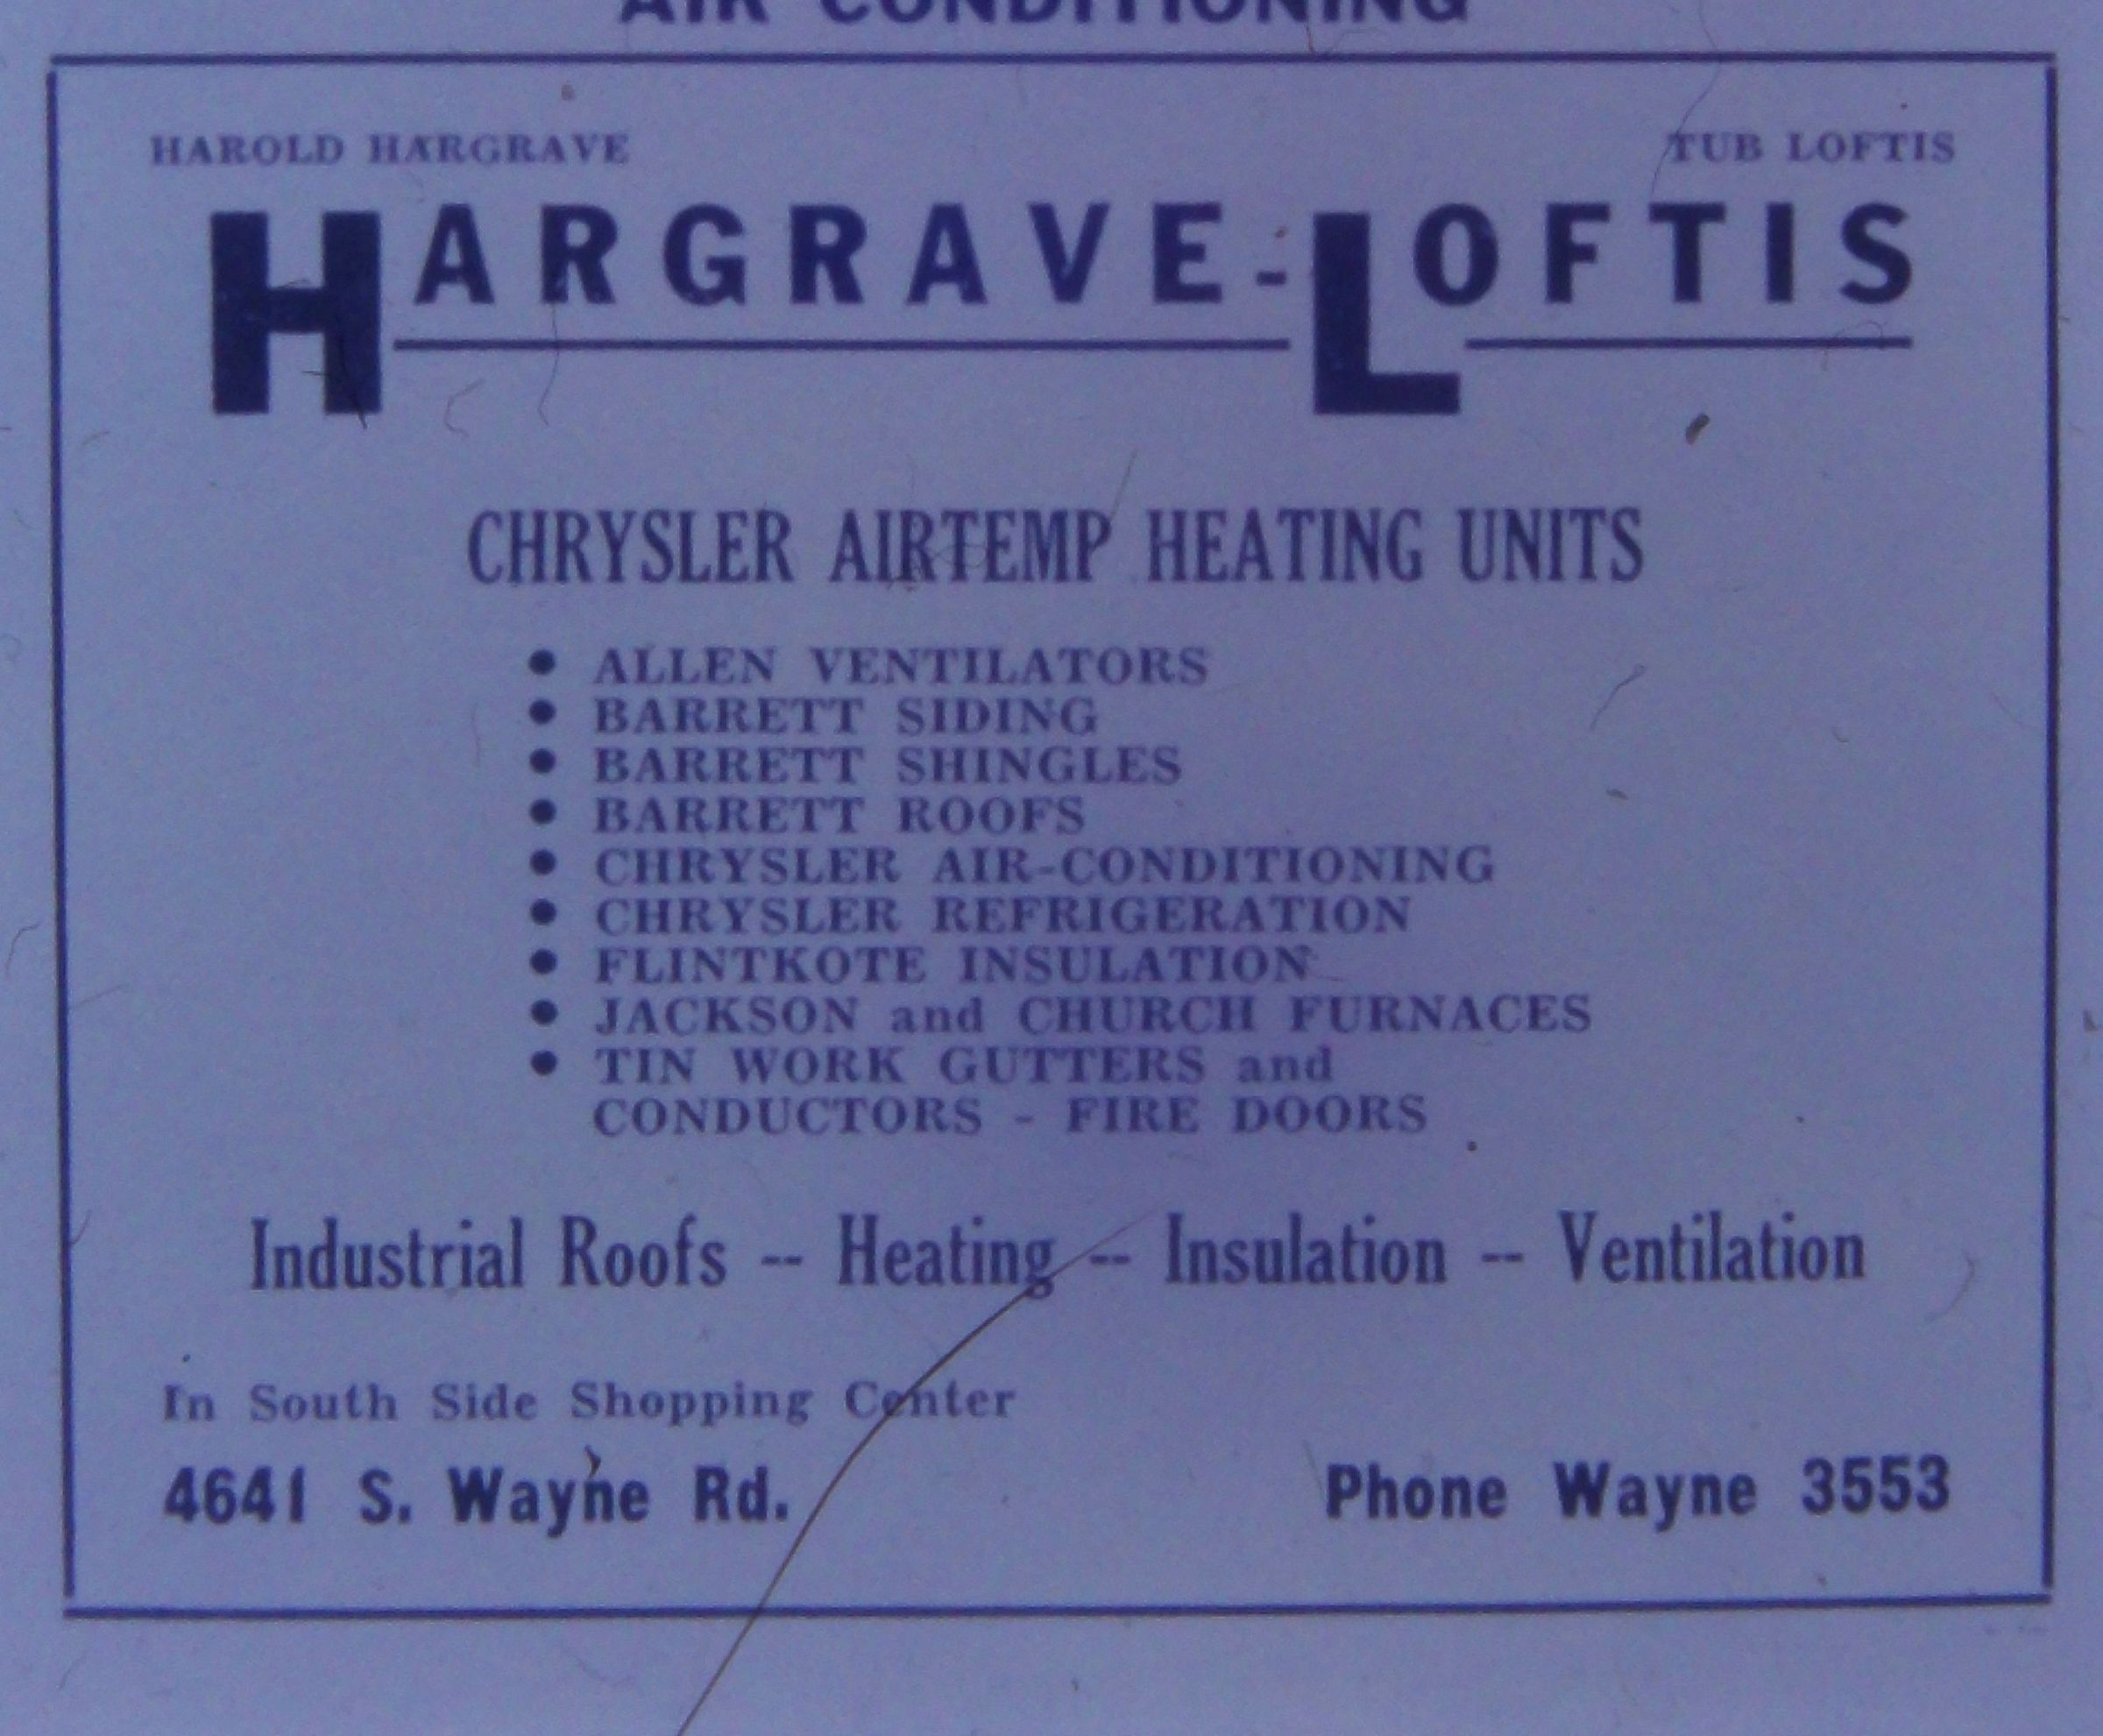 AIR CONDITIONING
HAROLD HARGRAVE TUB LOFTIS
HARGRAVE-LOFTIS
CHRYSLER AIRTEMP HEATING UNITS
• ALLEN VENTILATORS
• BARRETT SIDING
• BARRETT SHINGLES
• BARRETT ROOFS
• CHRYSLER AIR-CONDITIONING
• CHRYSLER REFRIGERATION
• FLINTKOTE INSULATION
• JACKSON and CHURCH FURNACES
• TIN WORK GUTTERS and
CONDUCTORS - FIRE DOORS
Industrial Roofs -- Heating -- Insulation -- Ventilation
In South Side Shopping Center
4641 S. Wayne Rd. Phone Wayne 3553